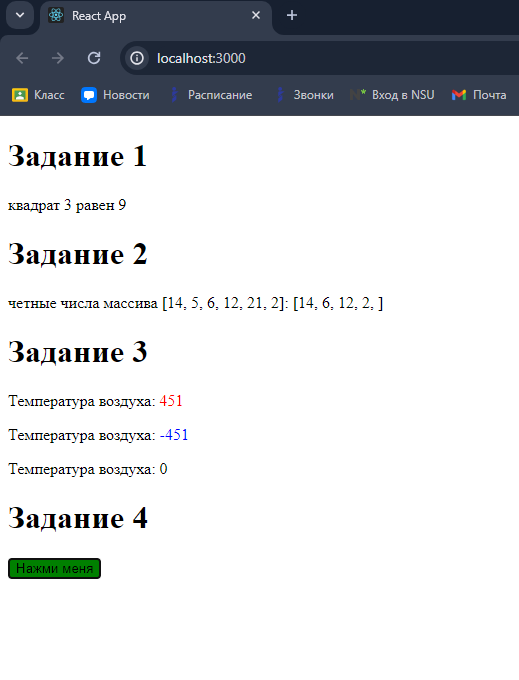 React App
localhost:3000
Класс Новости Расписание Звонки Вход в NSU Почта
Задание 1
квадрат 3 равен 9
Задание 2
четные числа массива [14, 5, 6, 12, 21, 2]: [14, 6, 12, 2, ]
Задание 3
Температура воздуха: 451
Температура воздуха: -451
Температура воздуха: 0
Задание 4
Нажми меня